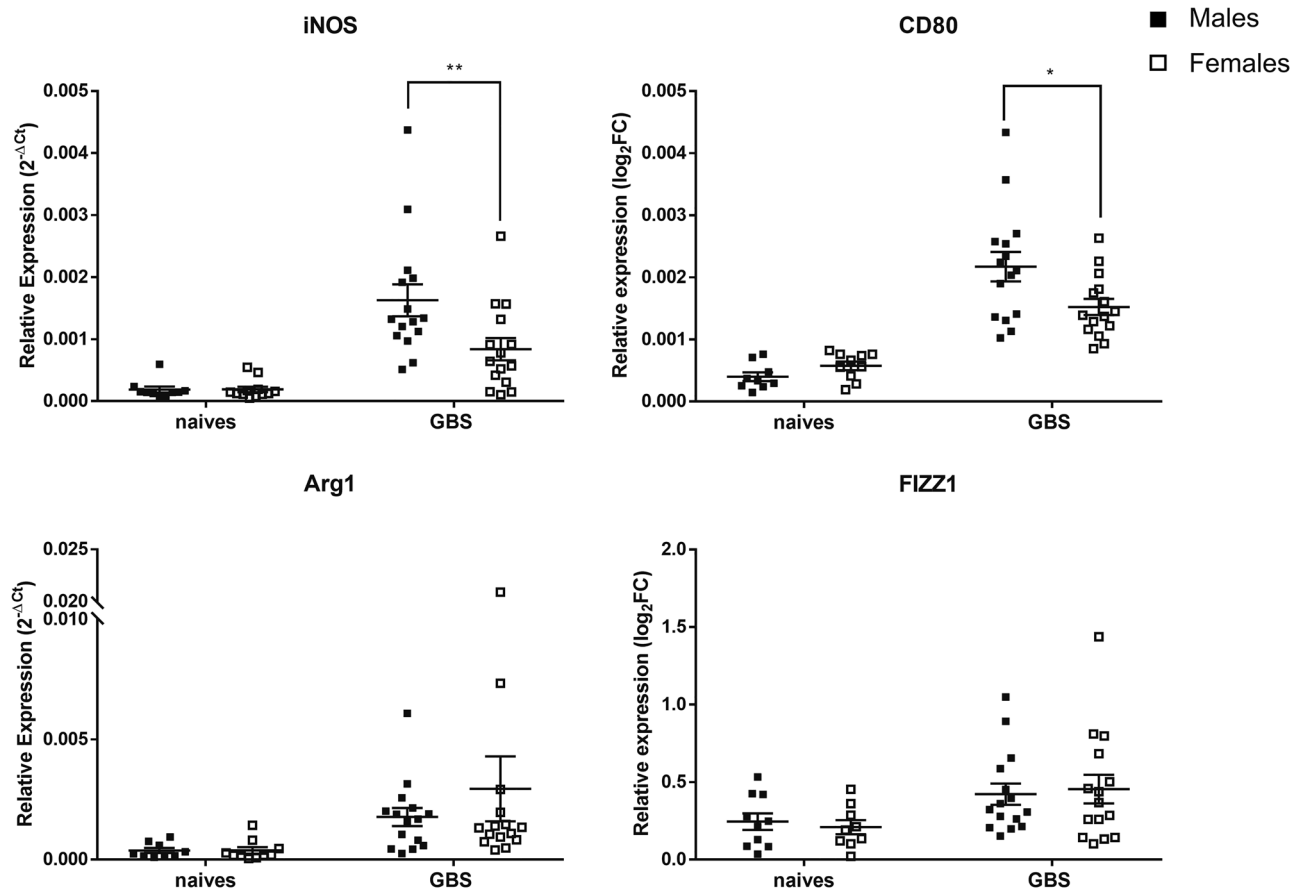 iNOS
Relative Expression (2-ΔCt)
0.005
0.004
0.003
0.002
0.001
0.000
**
naives
GBS
CD80
Relative expression (log2FC)
0.005
0.004
0.003
0.002
0.001
0.000
*
naives
GBS
Males
Females
Arg1
Relative Expression (2-ΔCt)
0.025
0.020
0.010
0.005
0.000
naives
GBS
FIZZ1
Relative expression (log2FC)
2.0
1.5
1.0
0.5
0.0
naives
GBS